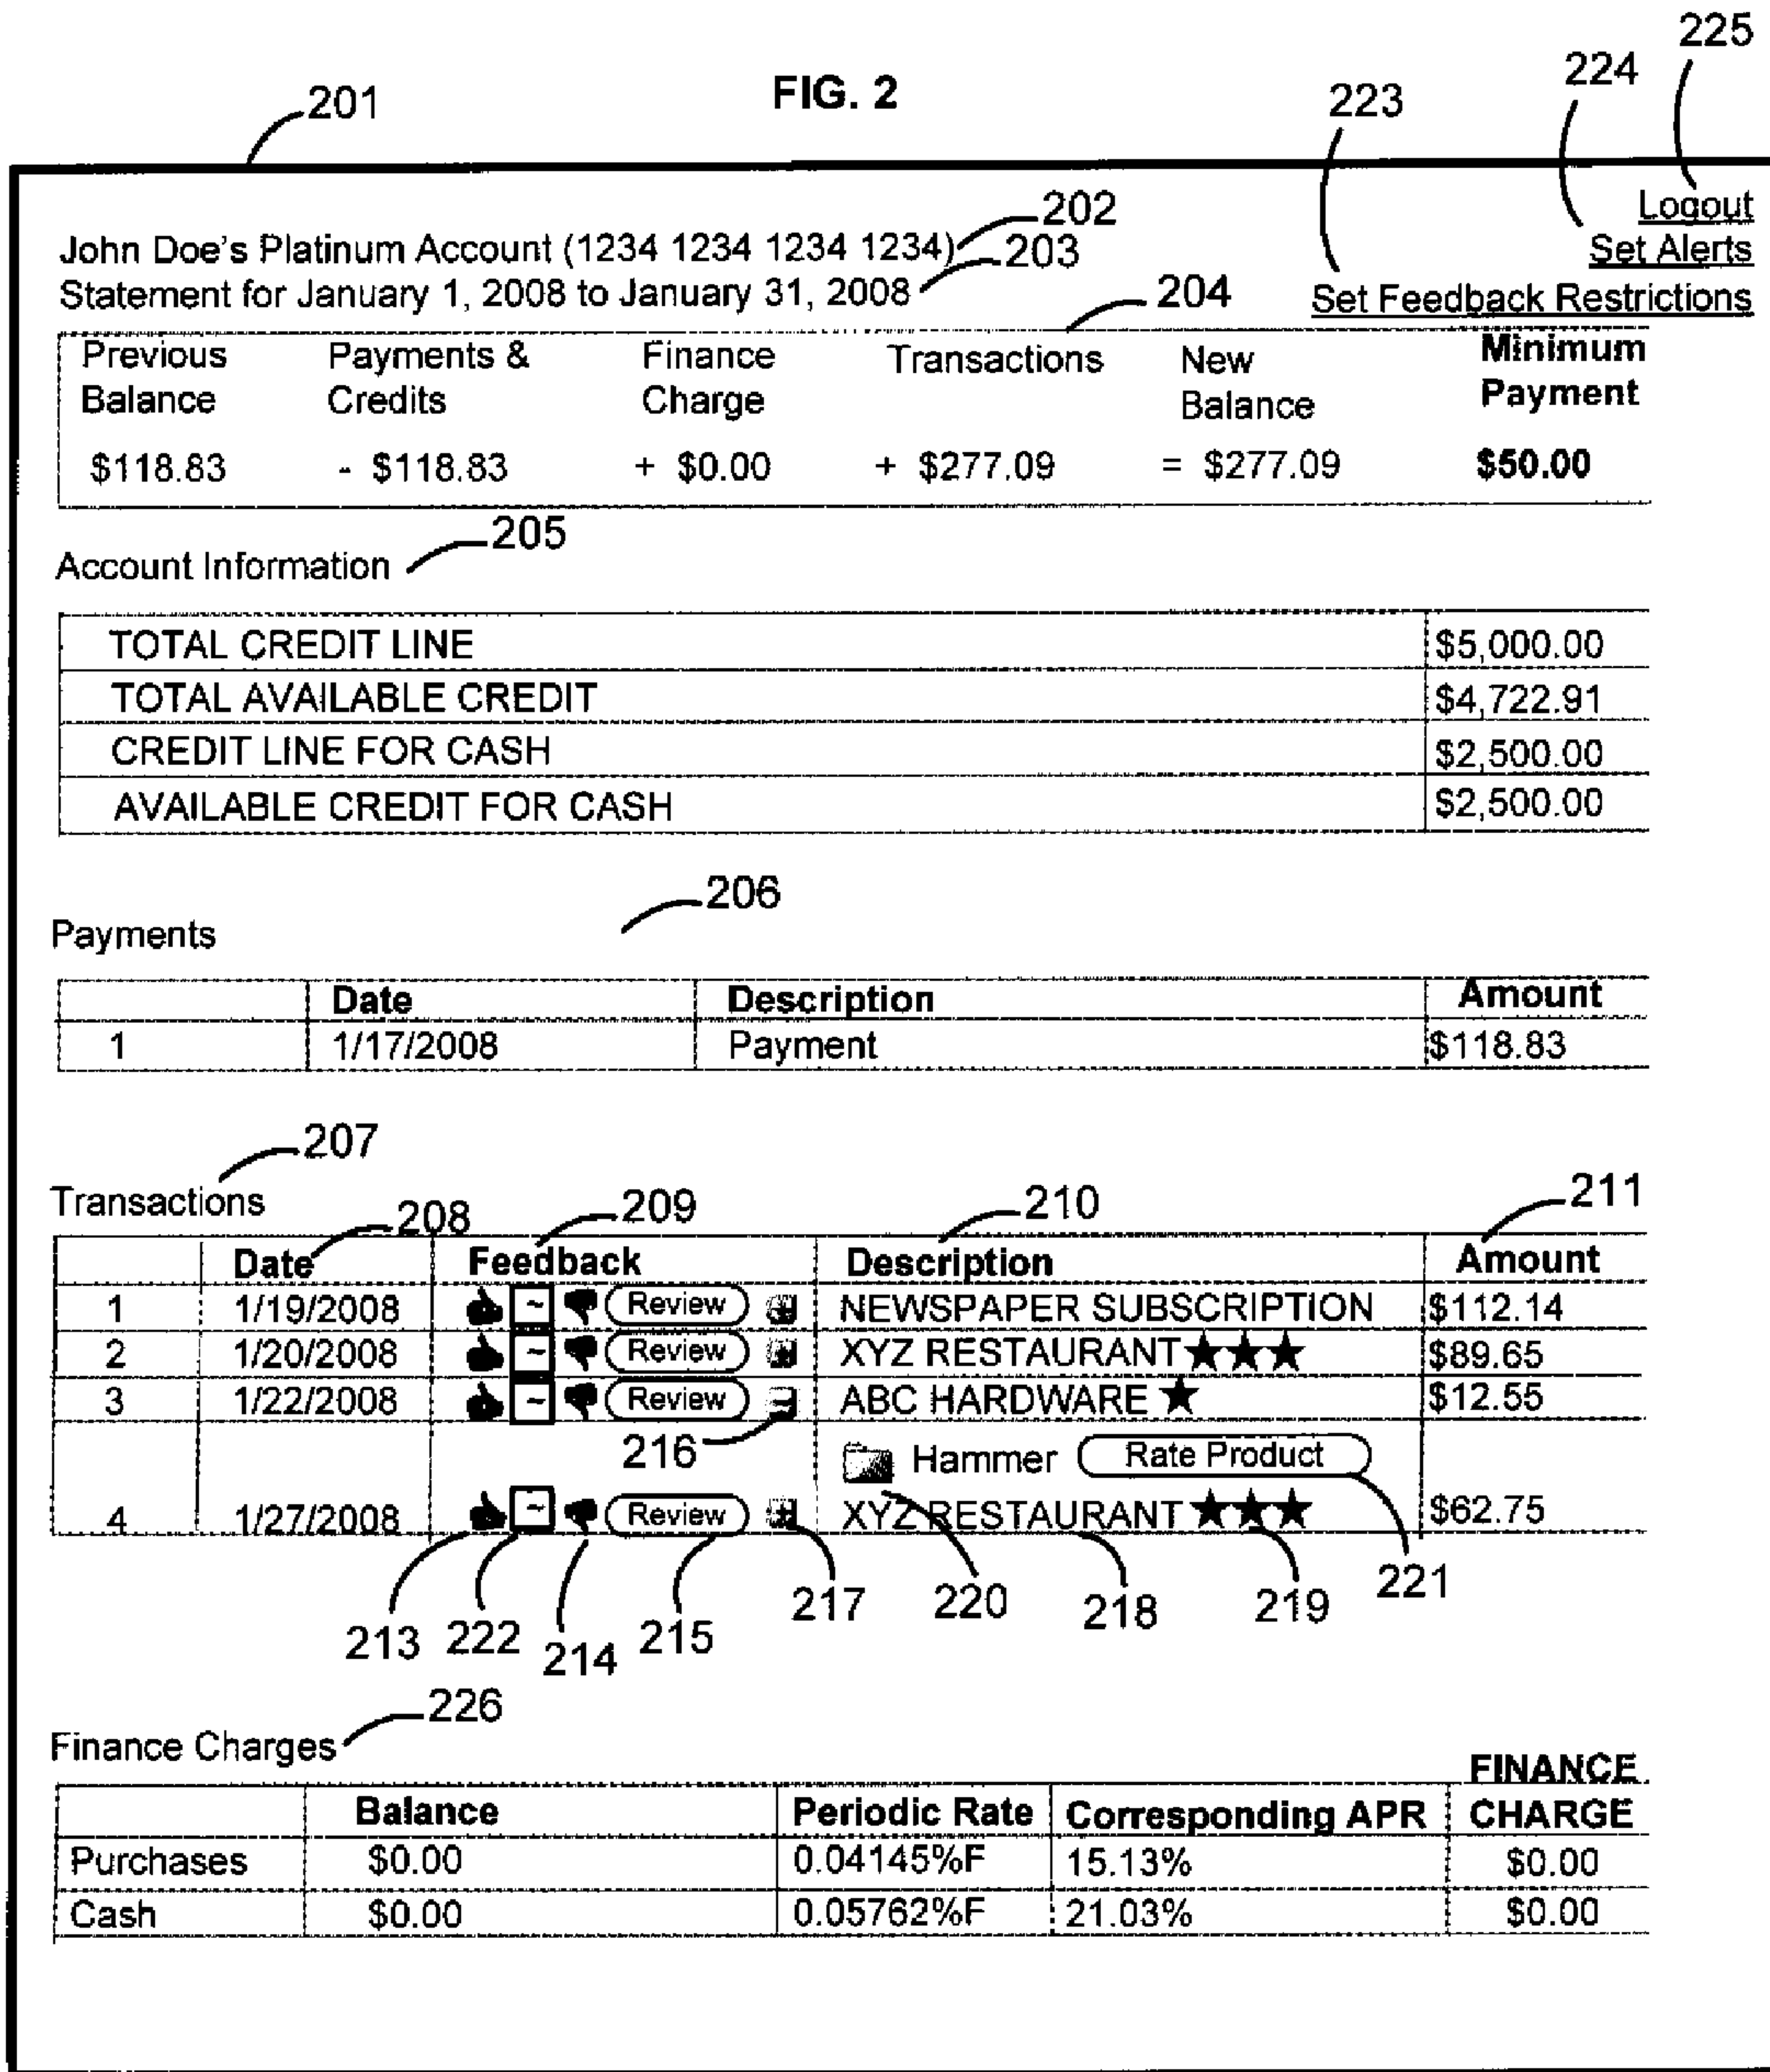 225
224
FIG. 2
223
201
Logout
202
John Doe's Platinum Account (1234 1234 1234 1234)
Set Alerts
203
Statement for January 1, 2008 to January 31, 2008
204
Set Feedback Restrictions
Previous Balance Payments & Credits Finance Charge Transactions New Balance Minimum Payment
$118.83 - $118.83 + $0.00 + $277.09 = $277.09 $50.00
205
Account Information
TOTAL CREDIT LINE $5,000.00
TOTAL AVAILABLE CREDIT $4,722.91
CREDIT LINE FOR CASH $2,500.00
AVAILABLE CREDIT FOR CASH $2,500.00
206
Payments
Date Description Amount
1 1/17/2008 Payment $118.83
207
Transactions
208 209 210 211
Date Feedback Description Amount
1 1/19/2008 ~ Review + NEWSPAPER SUBSCRIPTION $112.14
2 1/20/2008 ~ Review + XYZ RESTAURANT ★★★ $89.65
3 1/22/2008 ~ Review - ABC HARDWARE ★ $12.55
216
Hammer Rate Product
4 1/27/2008 ~ Review + XYZ RESTAURANT ★★★ $62.75
213 222 214 215 217 220 218 219 221
226
Finance Charges
Balance Periodic Rate Corresponding APR FINANCE CHARGE
Purchases $0.00 0.04145%F 15.13% $0.00
Cash $0.00 0.05762%F 21.03% $0.00